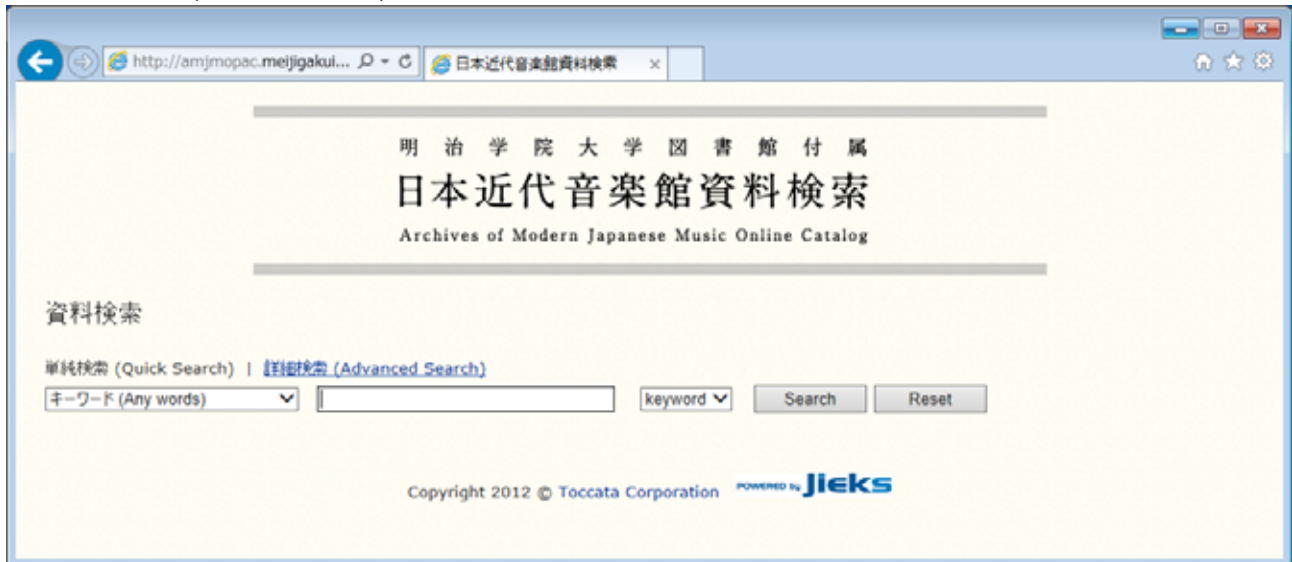 http://amjmopac.meijigakui...
日本近代音楽館資料検索
明治学院大学図書館付属
日本近代音楽館資料検索
Archives of Modern Japanese Music Online Catalog
資料検索
単純検索 (Quick Search) | 詳細検索 (Advanced Search)
キーワード (Any words) keyword Search Reset
Copyright 2012 © Toccata Corporation POWERED by Jieks